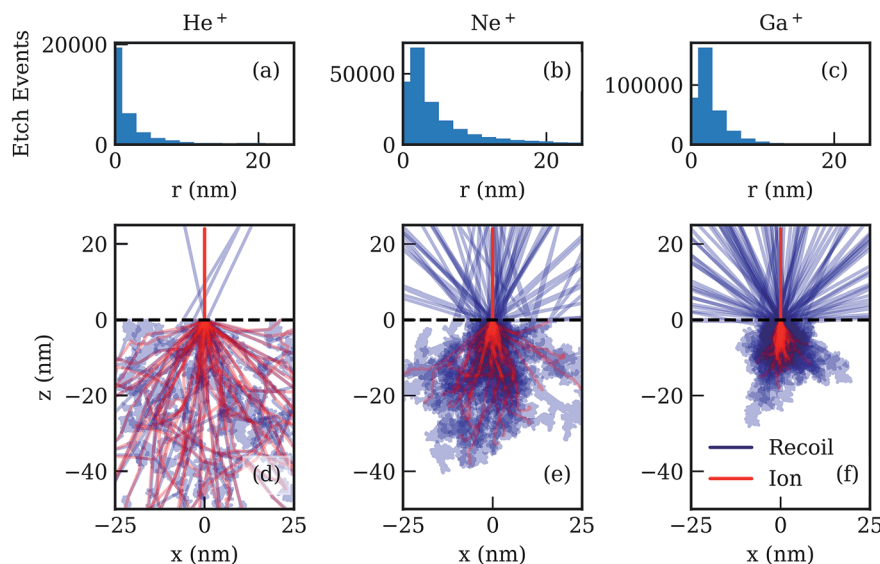 He+ Ne+ Ga+
Etch Events
20000
0
(a)
0 20
r (nm)
50000
0
(b)
0 20
r (nm)
100000
0
(c)
0 20
r (nm)
z (nm)
20
0
−20
−40
(d)
−25 0 25
x (nm)
20
0
−20
−40
(e)
−25 0 25
x (nm)
20
0
−20
−40
Recoil
Ion
(f)
−25 0 25
x (nm)